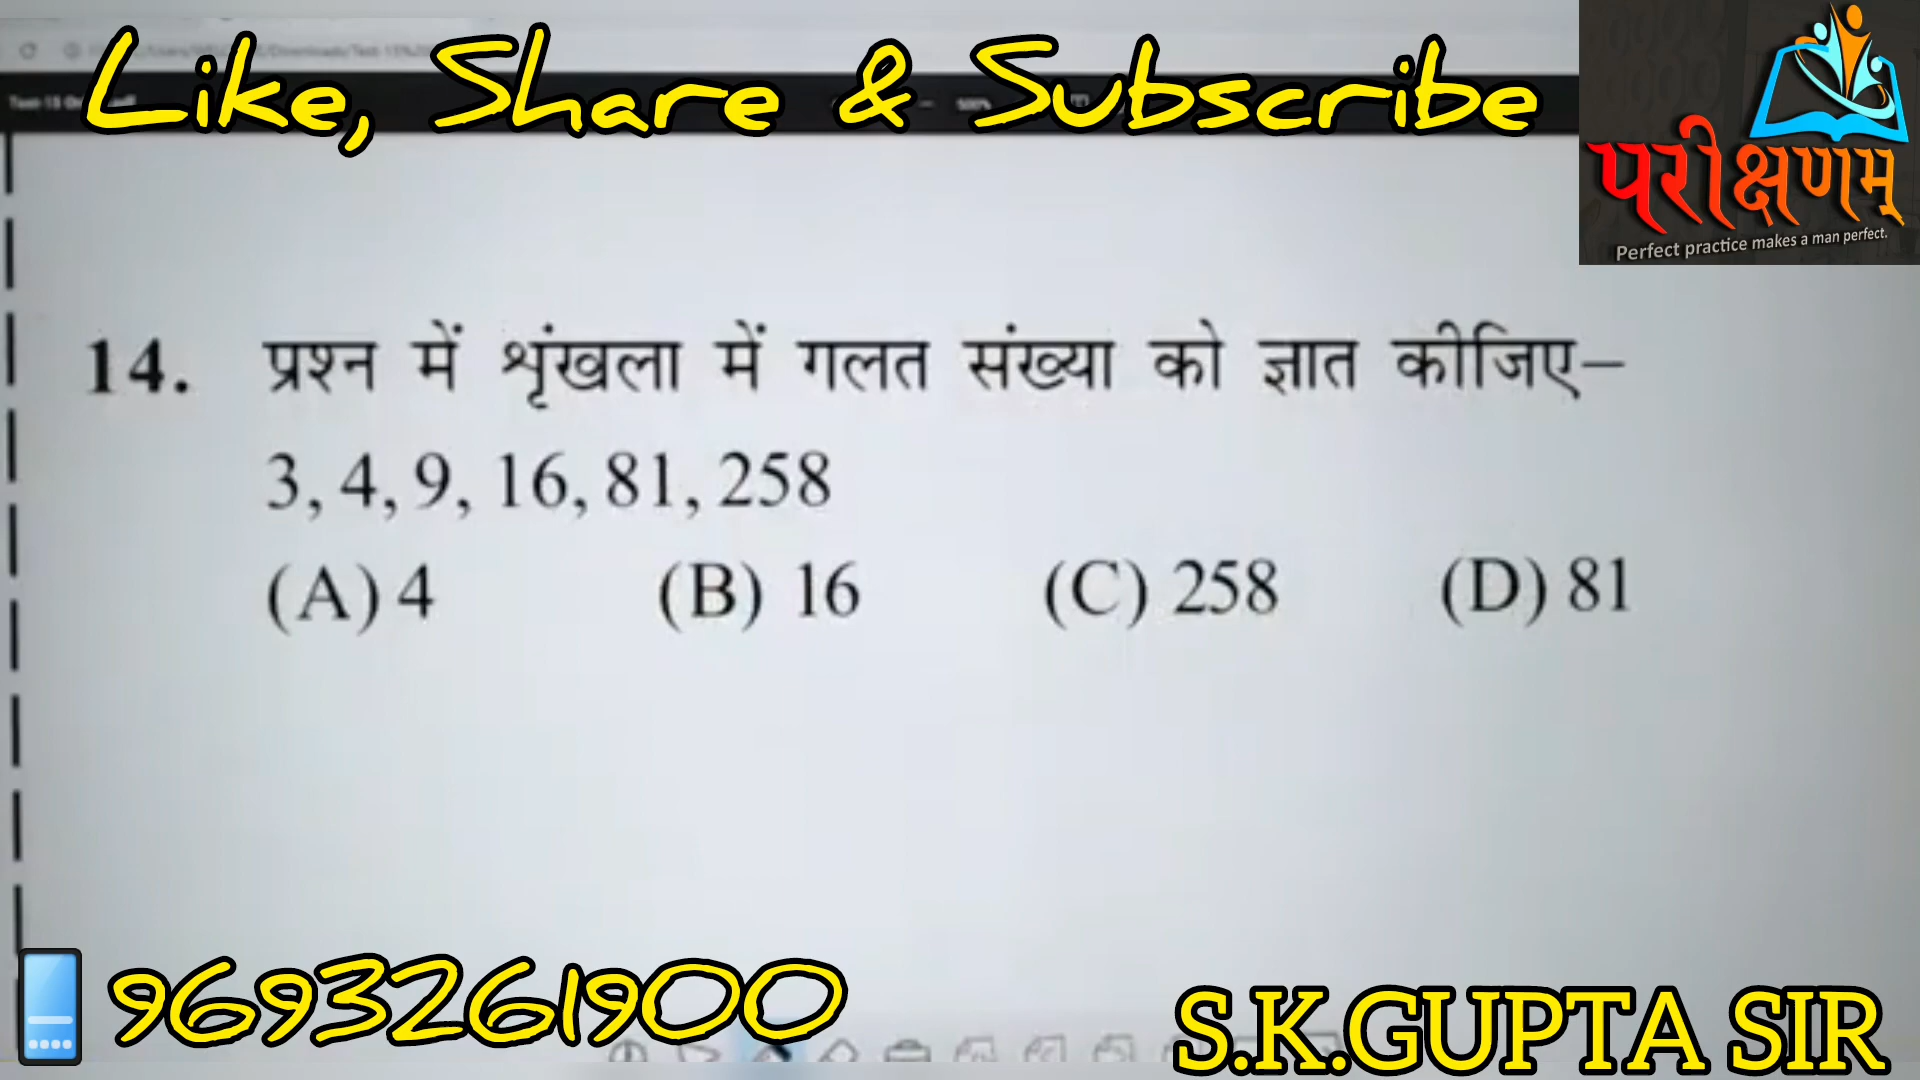 Like, Share & Subscribe
परीक्षणम्
Perfect practice makes a man perfect.
14. प्रश्न में शृंखला में गलत संख्या को ज्ञात कीजिए–
3, 4, 9, 16, 81, 258
(A) 4 (B) 16 (C) 258 (D) 81
9693261900
S.K.GUPTA SIR